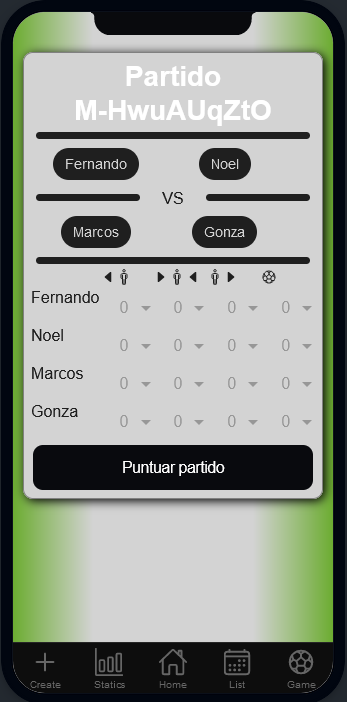 Partido
M-HwuAUqZtO
Fernando Noel
VS
Marcos Gonza
Fernando 0 0 0 0
Noel 0 0 0 0
Marcos 0 0 0 0
Gonza 0 0 0 0
Puntuar partido
Create Statics Home List Game